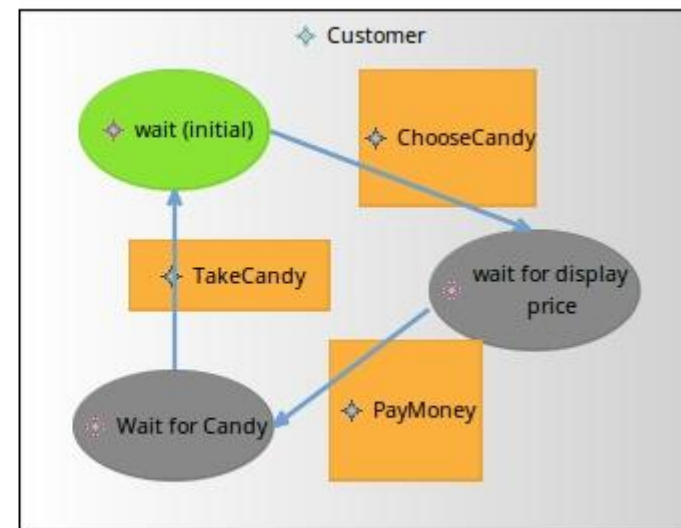 Customer
wait (initial)
ChooseCandy
TakeCandy
wait for display
price
Wait for Candy
PayMoney